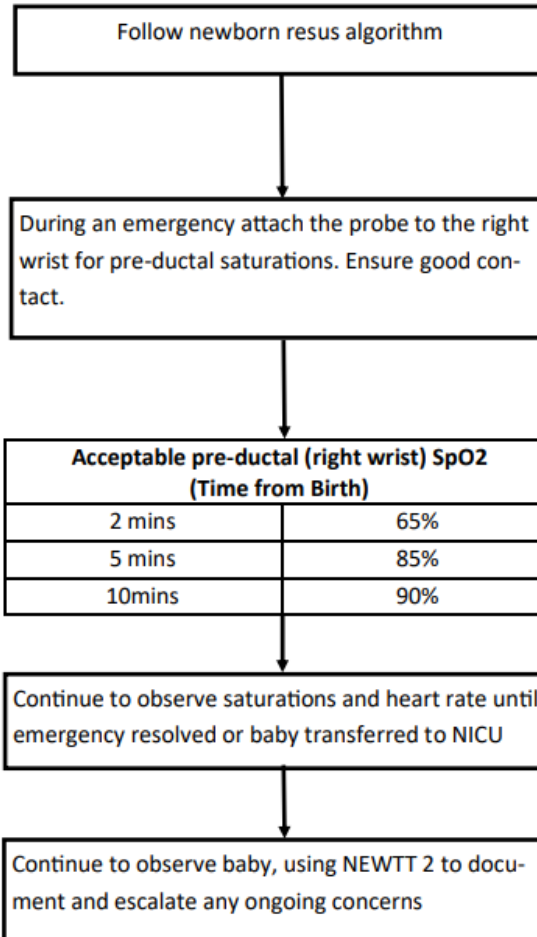 Follow newborn resus algorithm
During an emergency attach the probe to the right
wrist for pre-ductal saturations. Ensure good con-
tact.
Acceptable pre-ductal (right wrist) SpO2
(Time from Birth)
2 mins 65%
5 mins 85%
10mins 90%
Continue to observe saturations and heart rate until
emergency resolved or baby transferred to NICU
Continue to observe baby, using NEWTT 2 to docu-
ment and escalate any ongoing concerns